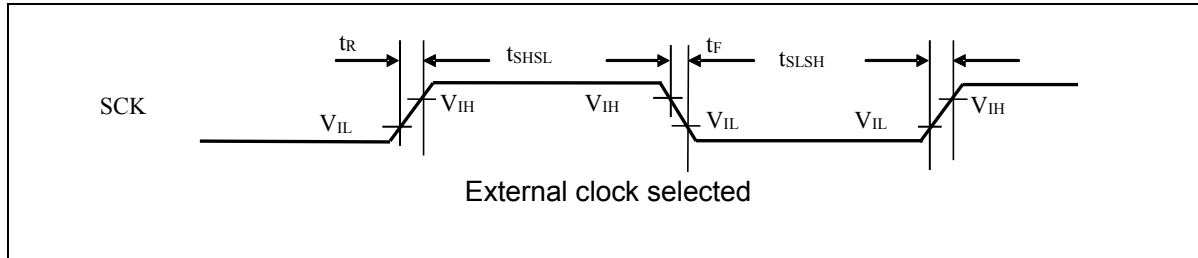 tR tSHSL tF tSLSH
SCK VIH VIH VIH
VIL VIL VIL
External clock selected